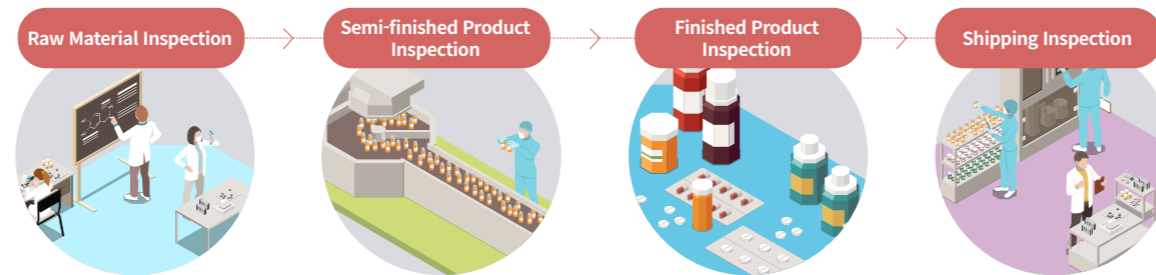 Raw Material Inspection
Semi-finished Product
Inspection
Finished Product
Inspection
Shipping Inspection